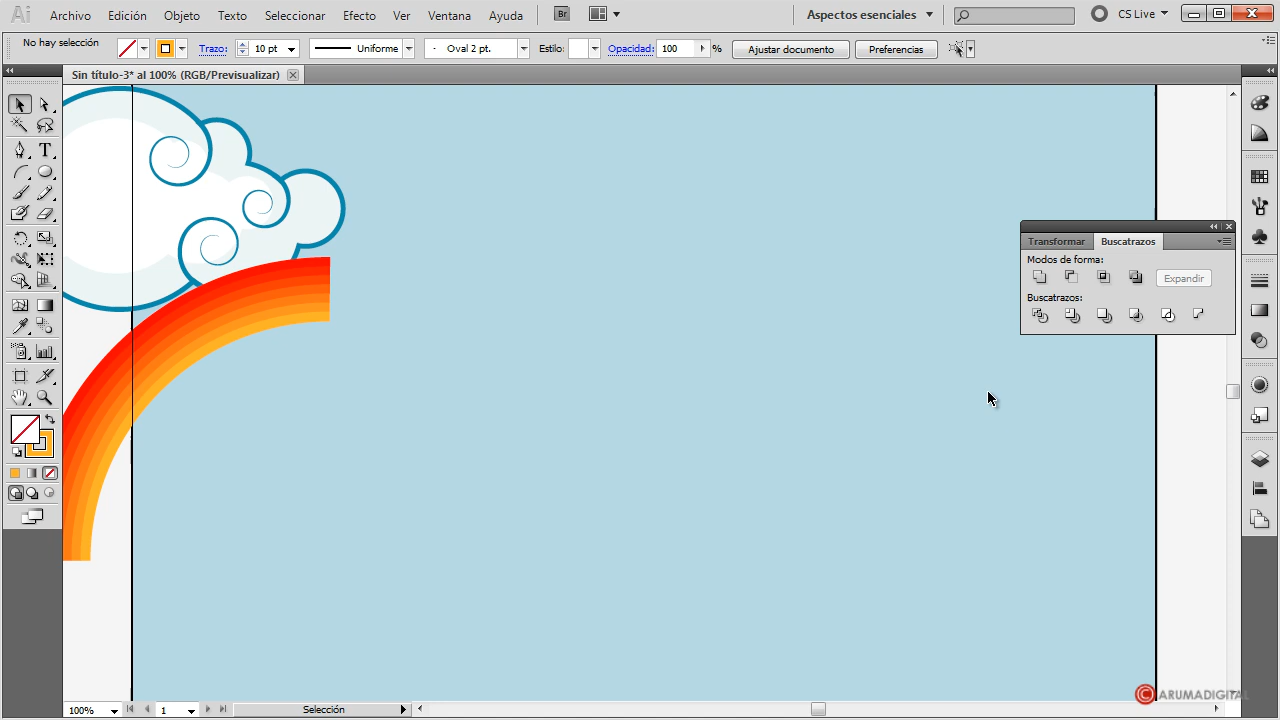 Ai Archivo Edición Objeto Texto Seleccionar Efecto Ver Ventana Ayuda Br Aspectos esenciales CS Live
No hay selección Trazo: 10 pt Uniforme Oval 2 pt. Estilo: Opacidad: 100 % Ajustar documento Preferencias
Sin título-3* al 100% (RGB/Previsualizar)
Transformar Buscatrazos
Modos de forma:
Expandir
Buscatrazos:
100% 1 Selección
© ARUMADIGITAL